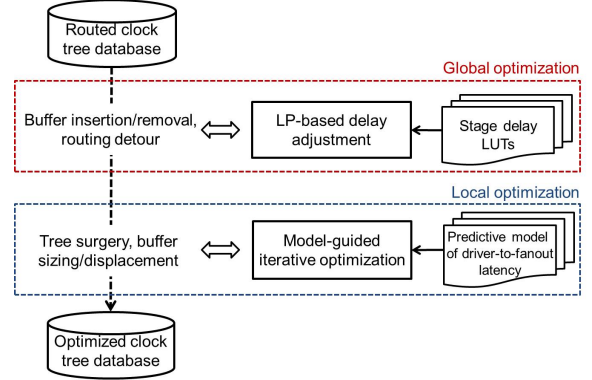 Routed clock
tree database
Global optimization
Buffer insertion/removal,
routing detour
LP-based delay
adjustment
Stage delay
LUTs
Local optimization
Tree surgery, buffer
sizing/displacement
Model-guided
iterative optimization
Predictive model
of driver-to-fanout
latency
Optimized clock
tree database